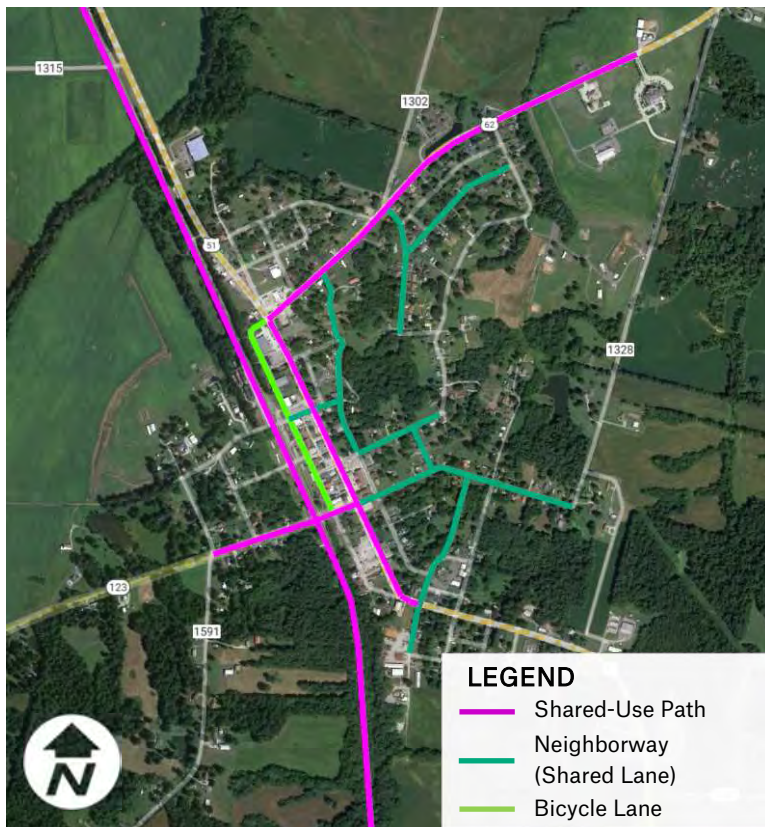 1315
1302
62
51
1328
123
1591
N
LEGEND
Shared-Use Path
Neighborway
(Shared Lane)
Bicycle Lane